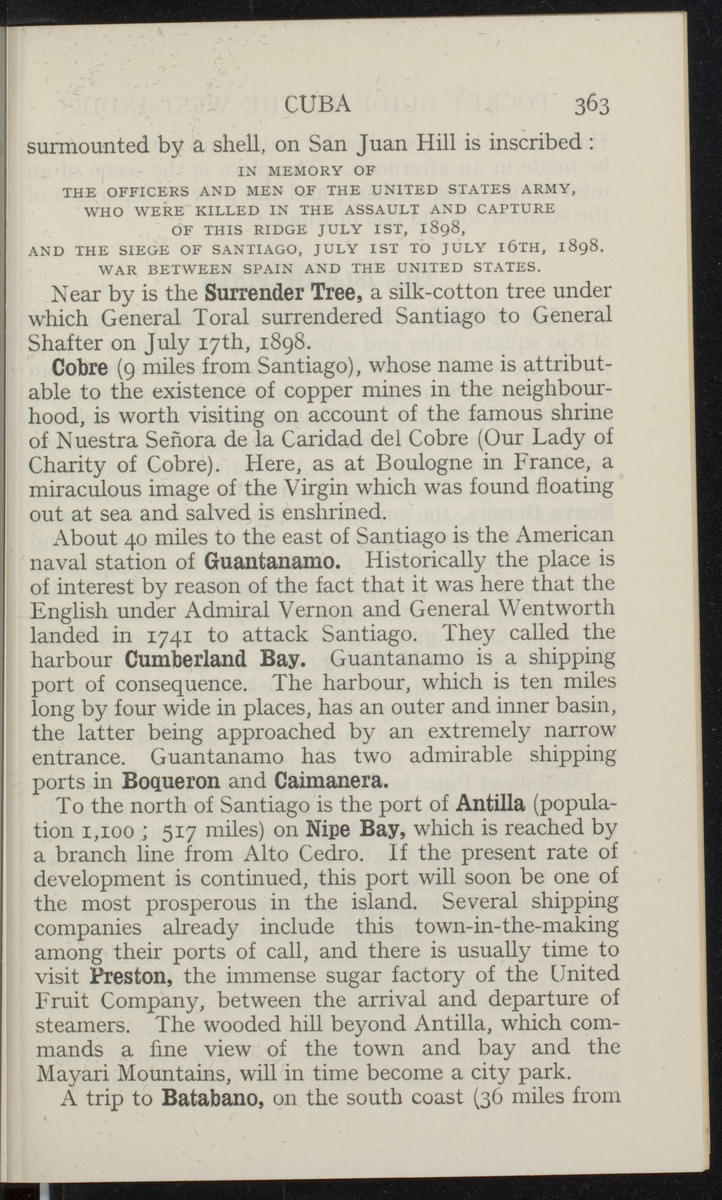 CUBA 363
surmounted by a shell, on San Juan Hill is inscribed :
IN MEMORY OF
THE OFFICERS AND MEN OF THE UNITED STATES ARMY,
WHO WERE KILLED IN THE ASSAULT AND CAPTURE
OF THIS RIDGE JULY 1ST, 1898,
AND THE SIEGE OF SANTIAGO, JULY 1ST TO JULY 16TH, 1898.
WAR BETWEEN SPAIN AND THE UNITED STATES.
Near by is the Surrender Tree, a silk-cotton tree under
which General Toral surrendered Santiago to General
Shafter on July 17th, 1898.
Cobre (9 miles from Santiago), whose name is attribut-
able to the existence of copper mines in the neighbour-
hood, is worth visiting on account of the famous shrine
of Nuestra Señora de la Caridad del Cobre (Our Lady of
Charity of Cobre). Here, as at Boulogne in France, a
miraculous image of the Virgin which was found floating
out at sea and salved is enshrined.
About 40 miles to the east of Santiago is the American
naval station of Guantanamo. Historically the place is
of interest by reason of the fact that it was here that the
English under Admiral Vernon and General Wentworth
landed in 1741 to attack Santiago. They called the
harbour Cumberland Bay. Guantanamo is a shipping
port of consequence. The harbour, which is ten miles
long by four wide in places, has an outer and inner basin,
the latter being approached by an extremely narrow
entrance. Guantanamo has two admirable shipping
ports in Boqueron and Caimanera.
To the north of Santiago is the port of Antilla (popula-
tion 1,100 ; 517 miles) on Nipe Bay, which is reached by
a branch line from Alto Cedro. If the present rate of
development is continued, this port will soon be one of
the most prosperous in the island. Several shipping
companies already include this town-in-the-making
among their ports of call, and there is usually time to
visit Preston, the immense sugar factory of the United
Fruit Company, between the arrival and departure of
steamers. The wooded hill beyond Antilla, which com-
mands a fine view of the town and bay and the
Mayari Mountains, will in time become a city park.
A trip to Batabano, on the south coast (36 miles from